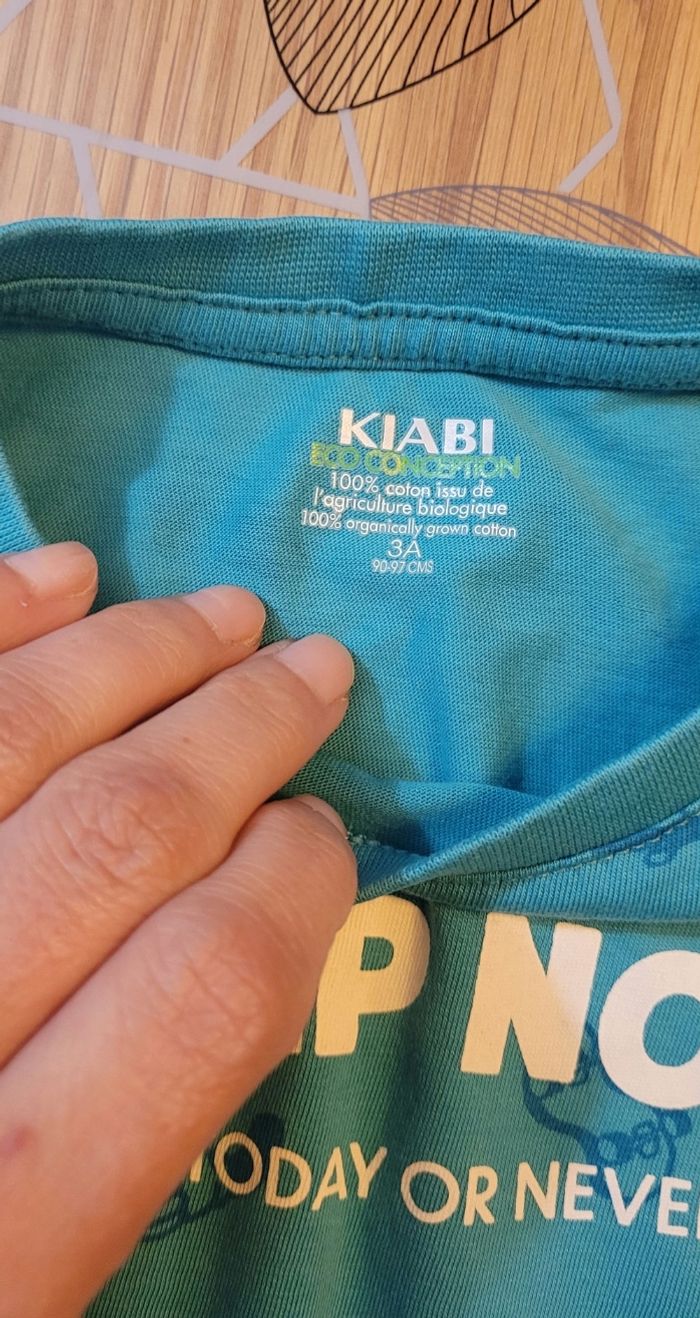 KIABI
ECO CONCEPTION
100% coton issu de
l'agriculture biologique
100% organically grown cotton
3A
90-97 CMS
P NO
TODAY OR NEVE